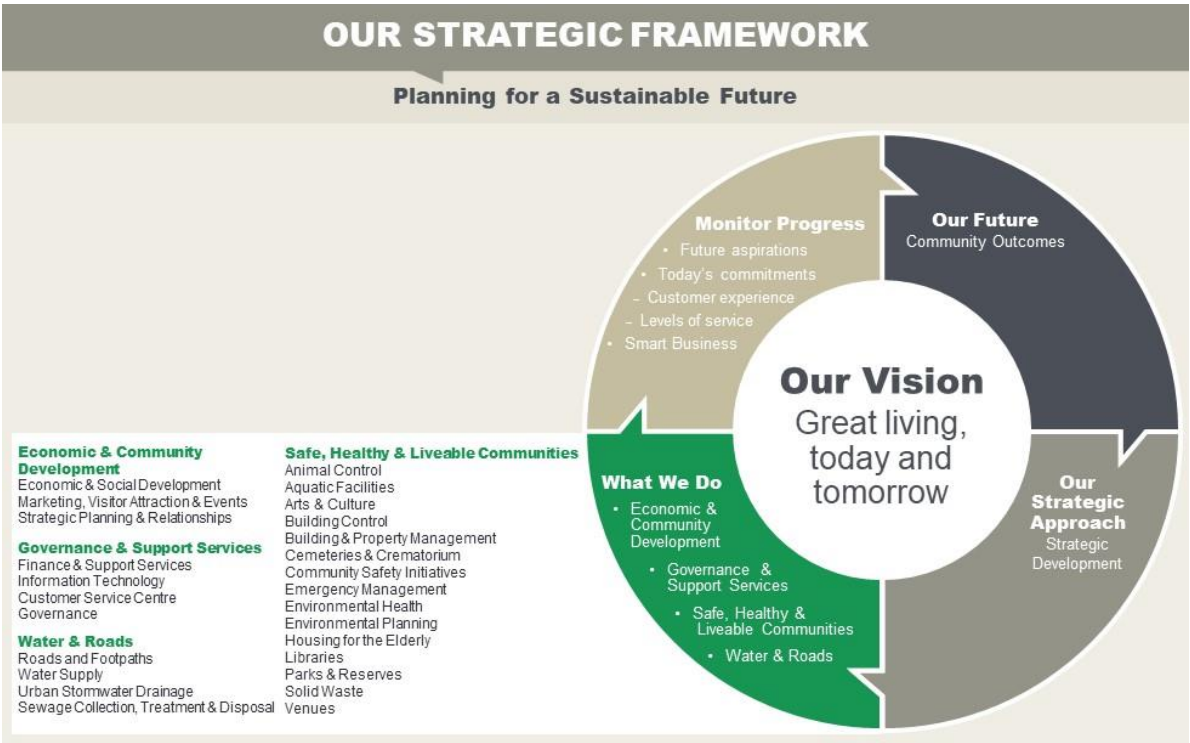 OUR STRATEGIC FRAMEWORK
Planning for a Sustainable Future
Monitor Progress
• Future aspirations
• Today's commitments
- Customer experience
- Levels of service
• Smart Business
Our Future
Community Outcomes
Our Vision
Great living,
today and
tomorrow
Our
Strategic
Approach
Strategic
Development
What We Do
• Economic &
Community
Development
• Governance &
Support Services
• Safe, Healthy &
Liveable Communities
• Water & Roads
Economic & Community
Development
Economic & Social Development
Marketing, Visitor Attraction & Events
Strategic Planning & Relationships
Governance & Support Services
Finance & Support Services
Information Technology
Customer Service Centre
Governance
Water & Roads
Roads and Footpaths
Water Supply
Urban Stormwater Drainage
Sewage Collection, Treatment & Disposal
Safe, Healthy & Liveable Communities
Animal Control
Aquatic Facilities
Arts & Culture
Building Control
Building & Property Management
Cemeteries & Crematorium
Community Safety Initiatives
Emergency Management
Environmental Health
Environmental Planning
Housing for the Elderly
Libraries
Parks & Reserves
Solid Waste
Venues